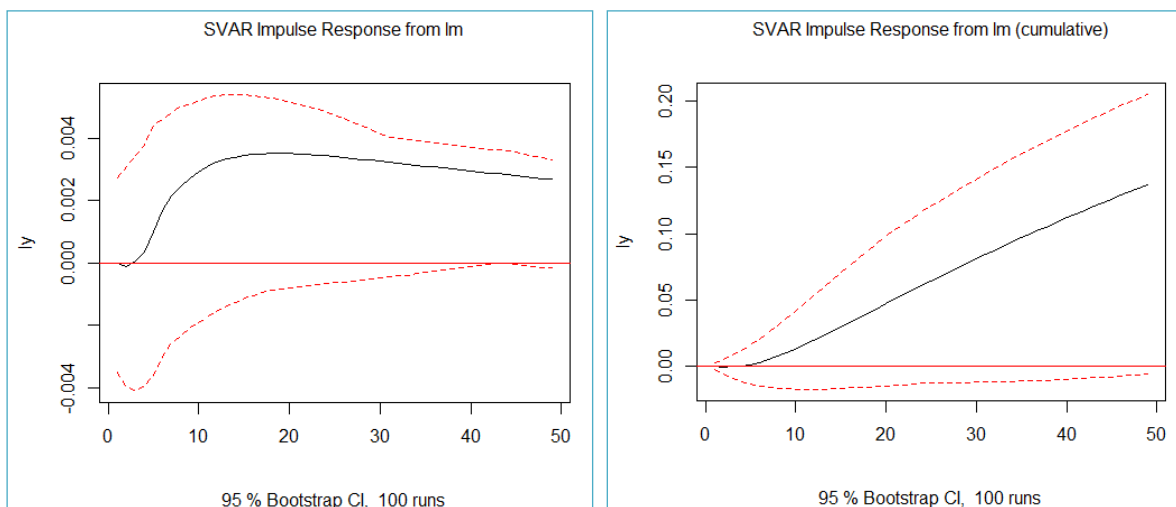 SVAR Impulse Response from lm
ly
0.004
0.002
0.000
-0.004
0 10 20 30 40 50
95 % Bootstrap CI, 100 runs
SVAR Impulse Response from lm (cumulative)
ly
0.20
0.15
0.10
0.05
0.00
0 10 20 30 40 50
95 % Bootstrap CI, 100 runs